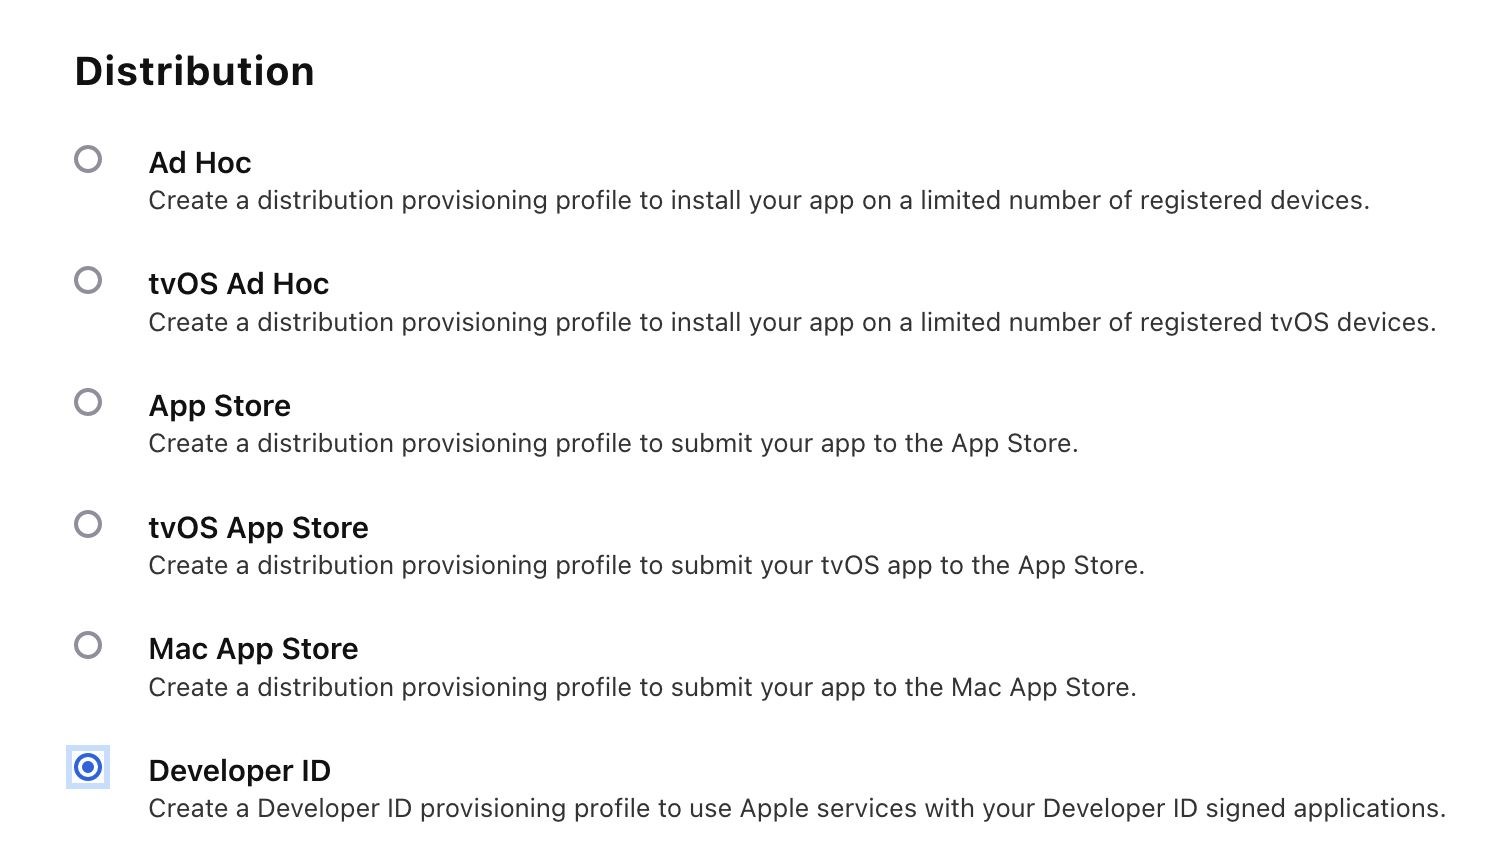 Distribution
Ad Hoc
Create a distribution provisioning profile to install your app on a limited number of registered devices.
tvOS Ad Hoc
Create a distribution provisioning profile to install your app on a limited number of registered tvOS devices.
App Store
Create a distribution provisioning profile to submit your app to the App Store.
tvOS App Store
Create a distribution provisioning profile to submit your tvOS app to the App Store.
Mac App Store
Create a distribution provisioning profile to submit your app to the Mac App Store.
Developer ID
Create a Developer ID provisioning profile to use Apple services with your Developer ID signed applications.